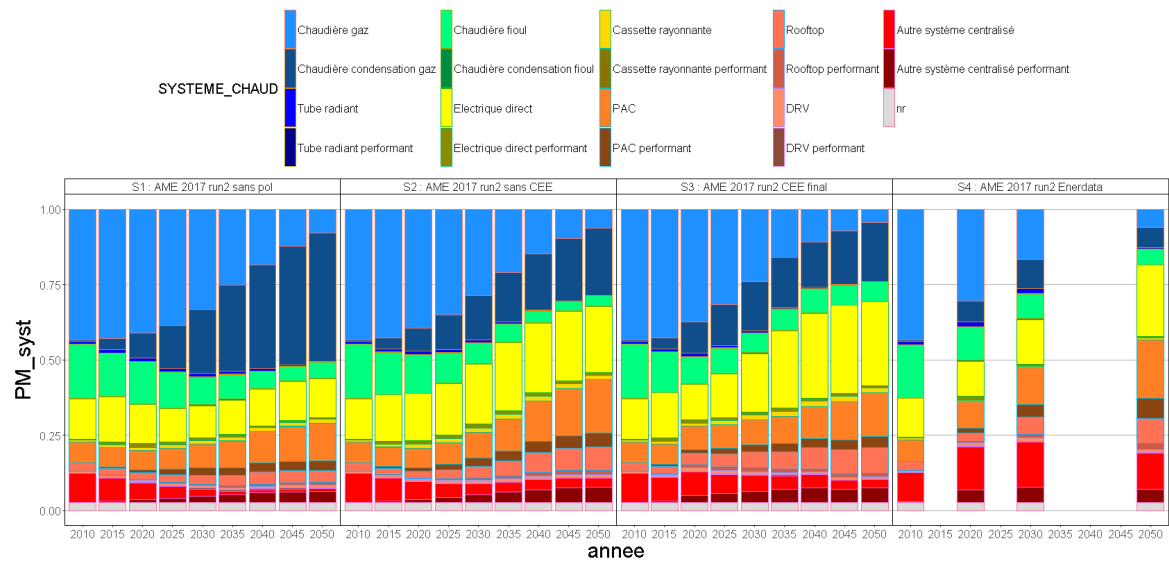 Chaudière gaz Chaudière fioul Cassette rayonnante Rooftop Autre système centralisé
Chaudière condensation gaz Chaudière condensation fioul Cassette rayonnante performant Rooftop performant Autre système centralisé performant
SYSTEME_CHAUD
Tube radiant Electrique direct PAC DRV nr
Tube radiant performant Electrique direct performant PAC performant DRV performant
S1 : AME 2017 run2 sans pol S2 : AME 2017 run2 sans CEE S3 : AME 2017 run2 CEE final S4 : AME 2017 run2 Enerdata
1.00
0.75
0.50
0.25
0.00
PM_syst
2010 2015 2020 2025 2030 2035 2040 2045 2050 2010 2015 2020 2025 2030 2035 2040 2045 2050 2010 2015 2020 2025 2030 2035 2040 2045 2050 2010 2015 2020 2025 2030 2035 2040 2045 2050
annee